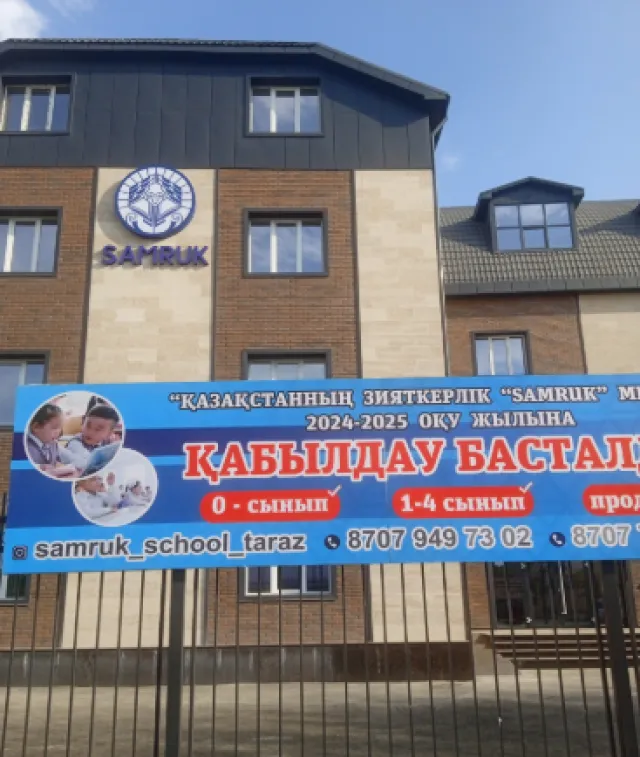 SAMRUK
"ҚАЗАҚСТАННЫҢ ЗИЯТКЕРЛІК "SAMRUK"
2024-2025 ОҚУ ЖЫЛЫНА
ҚАБЫЛДАУ
0 - сынып 1-4 сынып
samruk_school_taraz 8707 949 73 02 8707